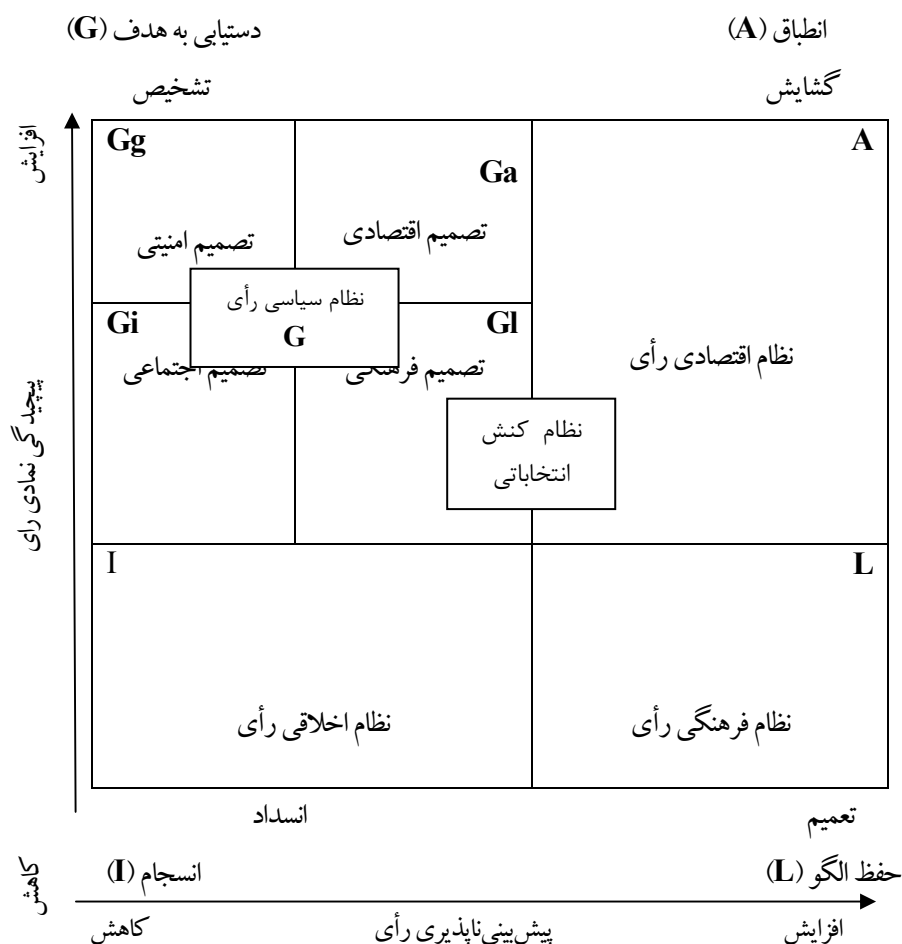 انطباق (A)
دستیابی به هدف (G)
گشایش
تشخیص
افزایش
A
Ga
Gg
تصمیم اقتصادی
تصمیم امنیتی
نظام سیاسی رأی
G
Gl
Gi
نظام اقتصادی رأی
تصمیم فرهنگی
تصمیم اجتماعی
پیچیدگی نمادی رای
نظام کنش
انتخاباتی
L
I
نظام فرهنگی رأی
نظام اخلاقی رأی
تعمیم
انسداد
حفظ الگو (L)
انسجام (I)
کاهش
افزایش
پیش‌بینی‌ناپذیری رأی
کاهش